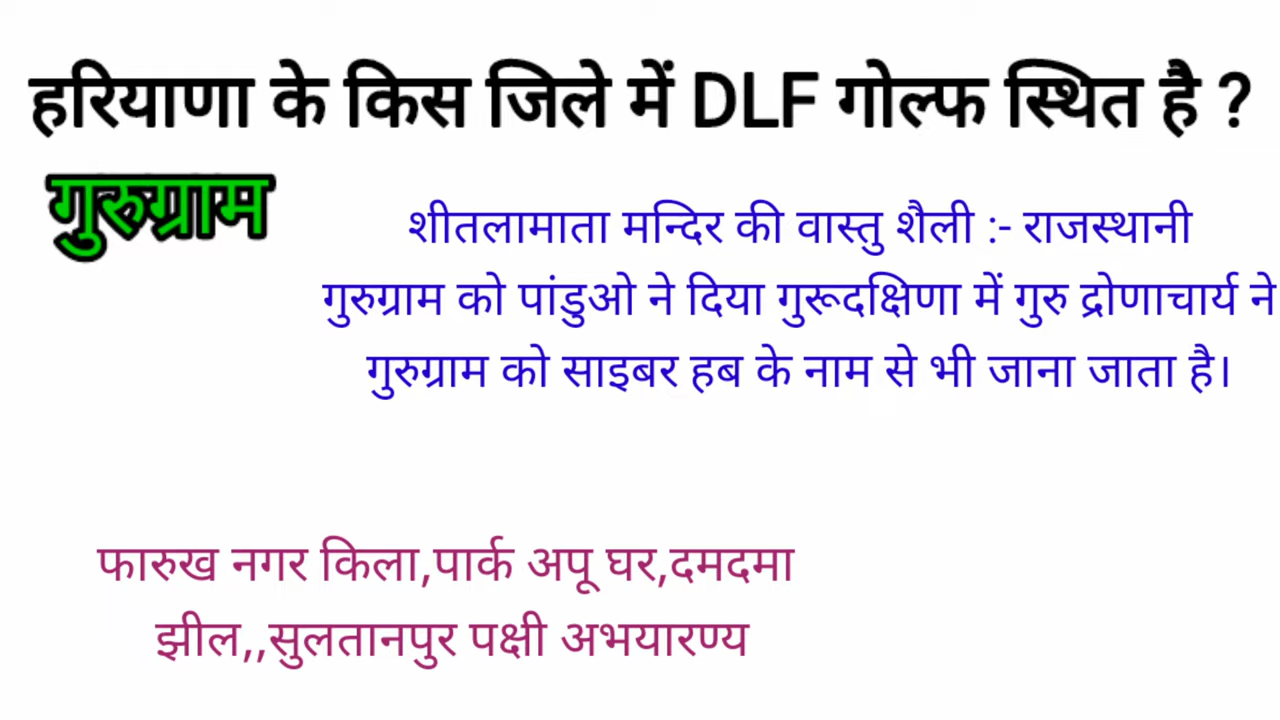 हरियाणा के किस जिले में DLF गोल्फ स्थित है ?
गुरुग्राम
शीतलामाता मन्दिर की वास्तु शैली :- राजस्थानी
गुरुग्राम को पांडुओ ने दिया गुरूदक्षिणा में गुरु द्रोणाचार्य ने
गुरुग्राम को साइबर हब के नाम से भी जाना जाता है।
फारुख नगर किला,पार्क अपू घर,दमदमा
झील,,सुलतानपुर पक्षी अभयारण्य